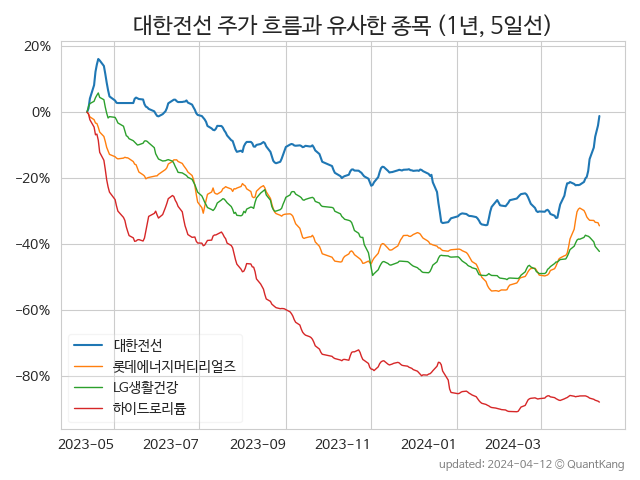 대한전선 주가 흐름과 유사한 종목 (1년, 5일선)
20%
0%
−20%
−40%
−60%
−80%
대한전선
롯데에너지머티리얼즈
LG생활건강
하이드로리튬
2023-05
2023-07
2023-09
2023-11
2024-01
2024-03
updated: 2024-04-12 © QuantKang